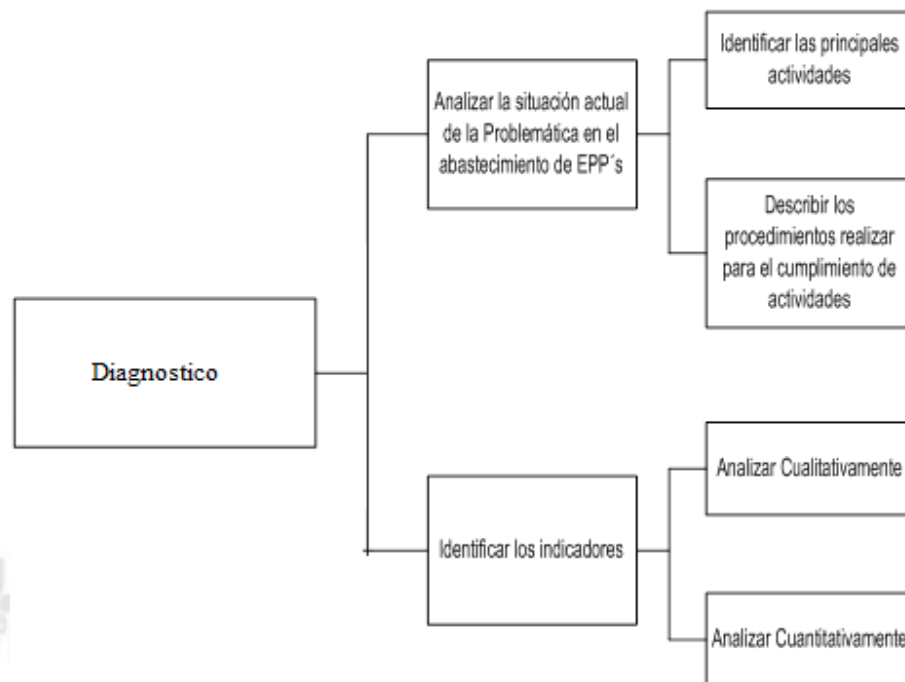 Identificar las principales
actividades
Analizar la situación actual
de la Problemática en el
abastecimiento de EPP´s
Describir los
procedimientos realizar
para el cumplimiento de
actividades
Diagnostico
Analizar Cualitativamente
Identificar los indicadores
Analizar Cuantitativamente